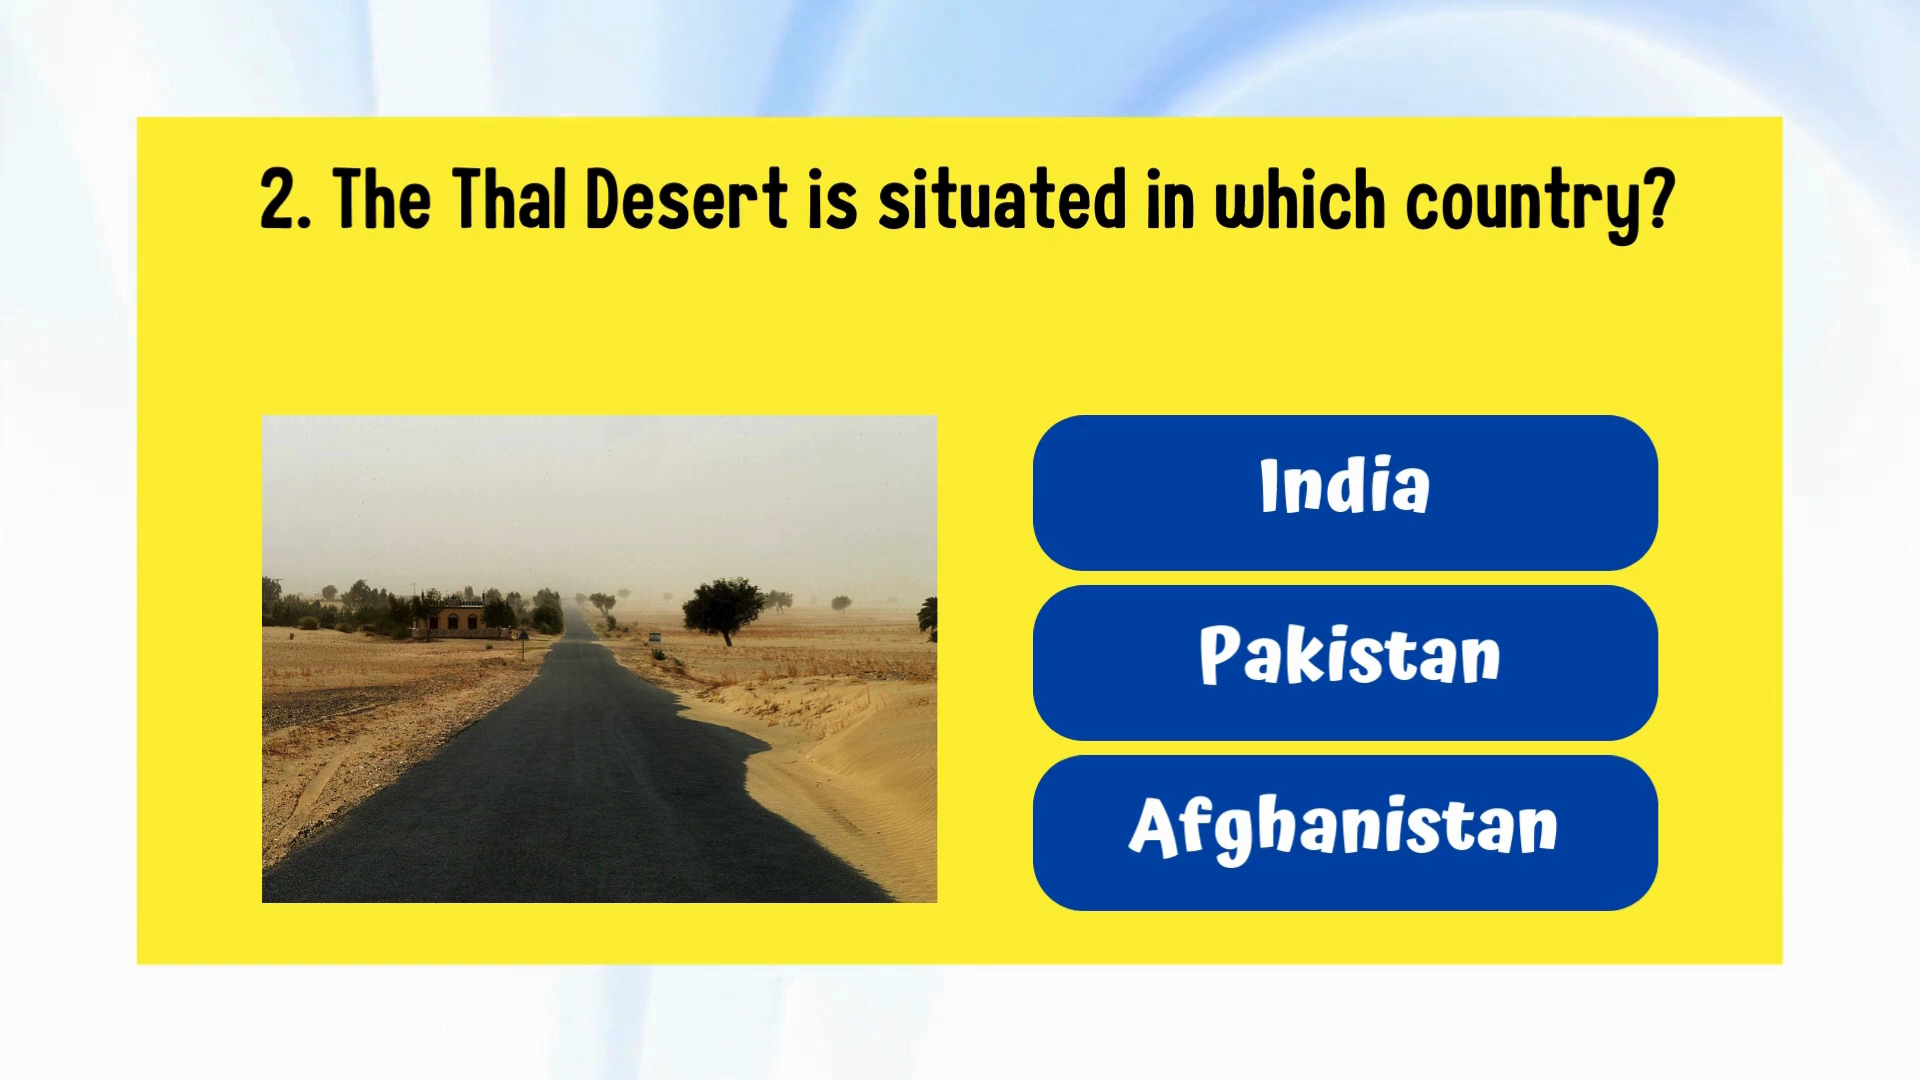 2. The Thal Desert is situated in which country?
India
Pakistan
Afghanistan